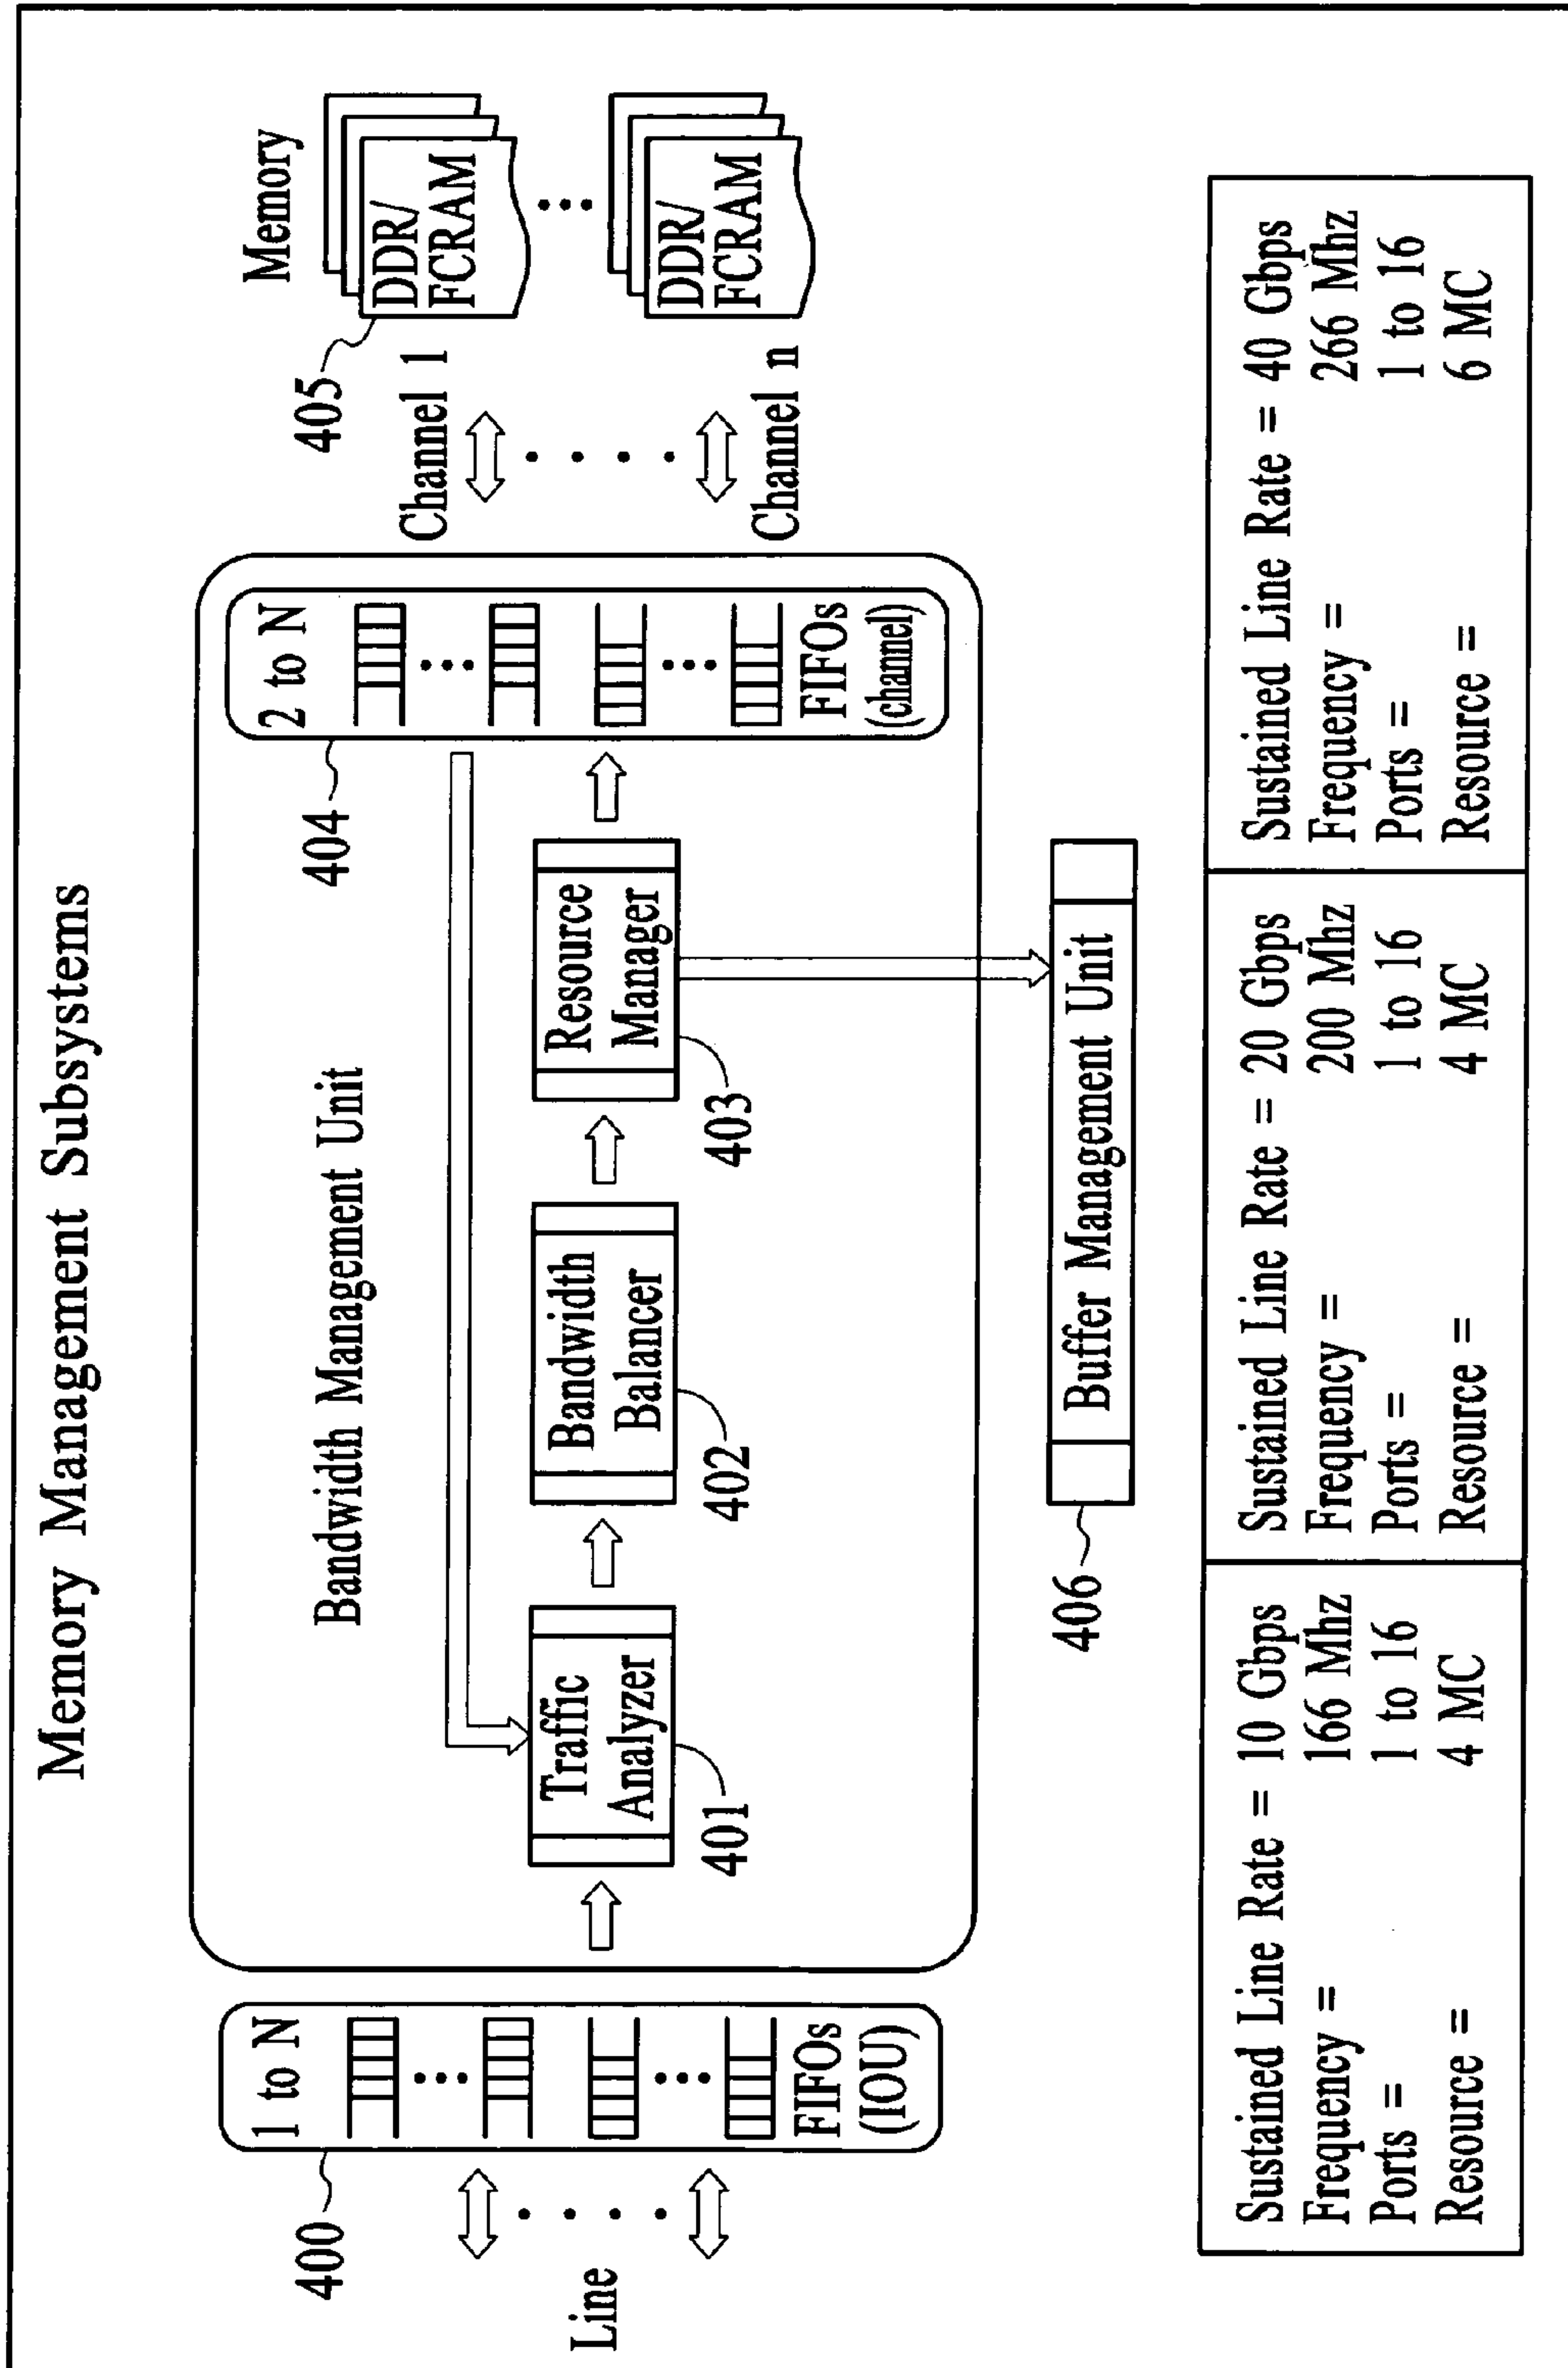 Memory Management Subsystems
Bandwidth Management Unit
Line
400
1 to N
FIFOs
(IOU)
Traffic
Analyzer
401
Bandwidth
Balancer
402
Resource
Manager
403
404
2 to N
FIFOs
(channel)
Channel 1
Channel n
Memory
405
DDR/
FCRAM
DDR/
FCRAM
406
Buffer Management Unit
Sustained Line Rate = 10 Gbps
Frequency = 166 Mhz
Ports = 1 to 16
Resource = 4 MC
Sustained Line Rate = 20 Gbps
Frequency = 200 Mhz
Ports = 1 to 16
Resource = 4 MC
Sustained Line Rate = 40 Gbps
Frequency = 266 Mhz
Ports = 1 to 16
Resource = 6 MC